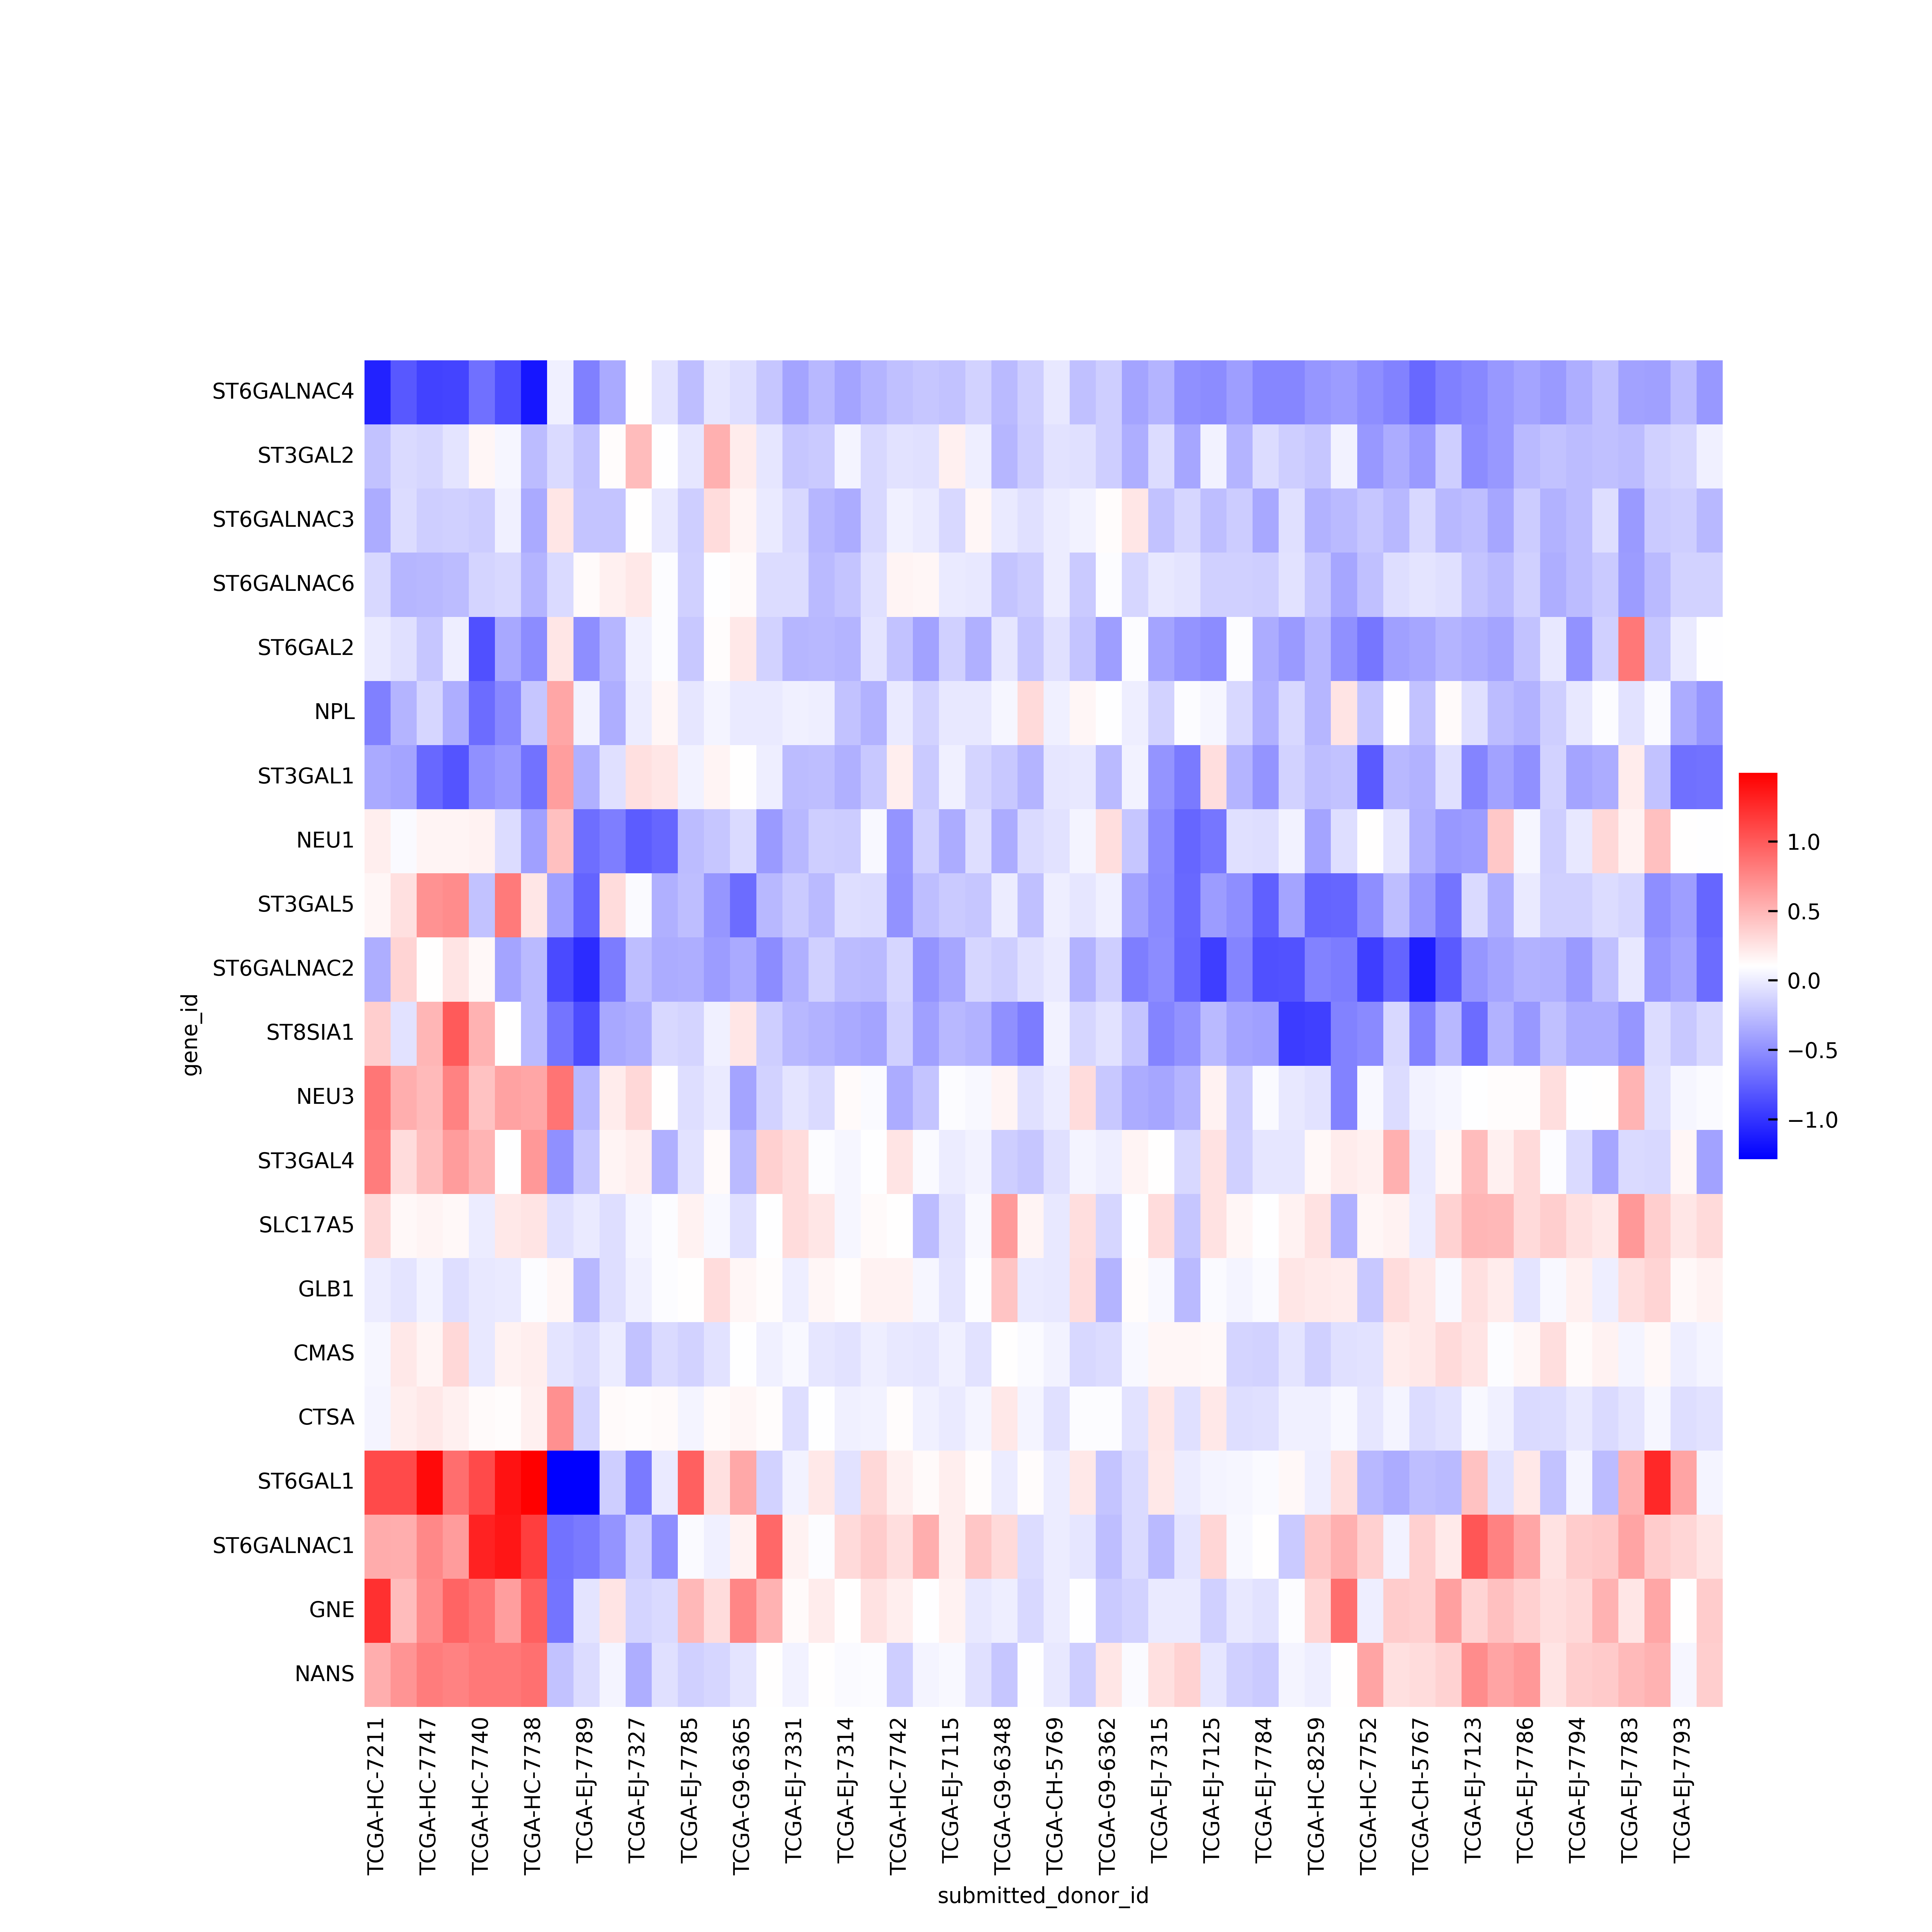 ST6GALNAC4
ST3GAL2
ST6GALNAC3
ST6GALNAC6
ST6GAL2
NPL
ST3GAL1
NEU1
ST3GAL5
ST6GALNAC2
ST8SIA1
NEU3
ST3GAL4
SLC17A5
GLB1
CMAS
CTSA
ST6GAL1
ST6GALNAC1
GNE
NANS
gene_id
1.0
0.5
0.0
−0.5
−1.0
TCGA-HC-7211
TCGA-HC-7747
TCGA-HC-7740
TCGA-HC-7738
TCGA-EJ-7789
TCGA-EJ-7327
TCGA-EJ-7785
TCGA-G9-6365
TCGA-EJ-7331
TCGA-EJ-7314
TCGA-HC-7742
TCGA-EJ-7115
TCGA-G9-6348
TCGA-CH-5769
TCGA-G9-6362
TCGA-EJ-7315
TCGA-EJ-7125
TCGA-EJ-7784
TCGA-HC-8259
TCGA-HC-7752
TCGA-CH-5767
TCGA-EJ-7123
TCGA-EJ-7786
TCGA-EJ-7794
TCGA-EJ-7783
TCGA-EJ-7793
submitted_donor_id